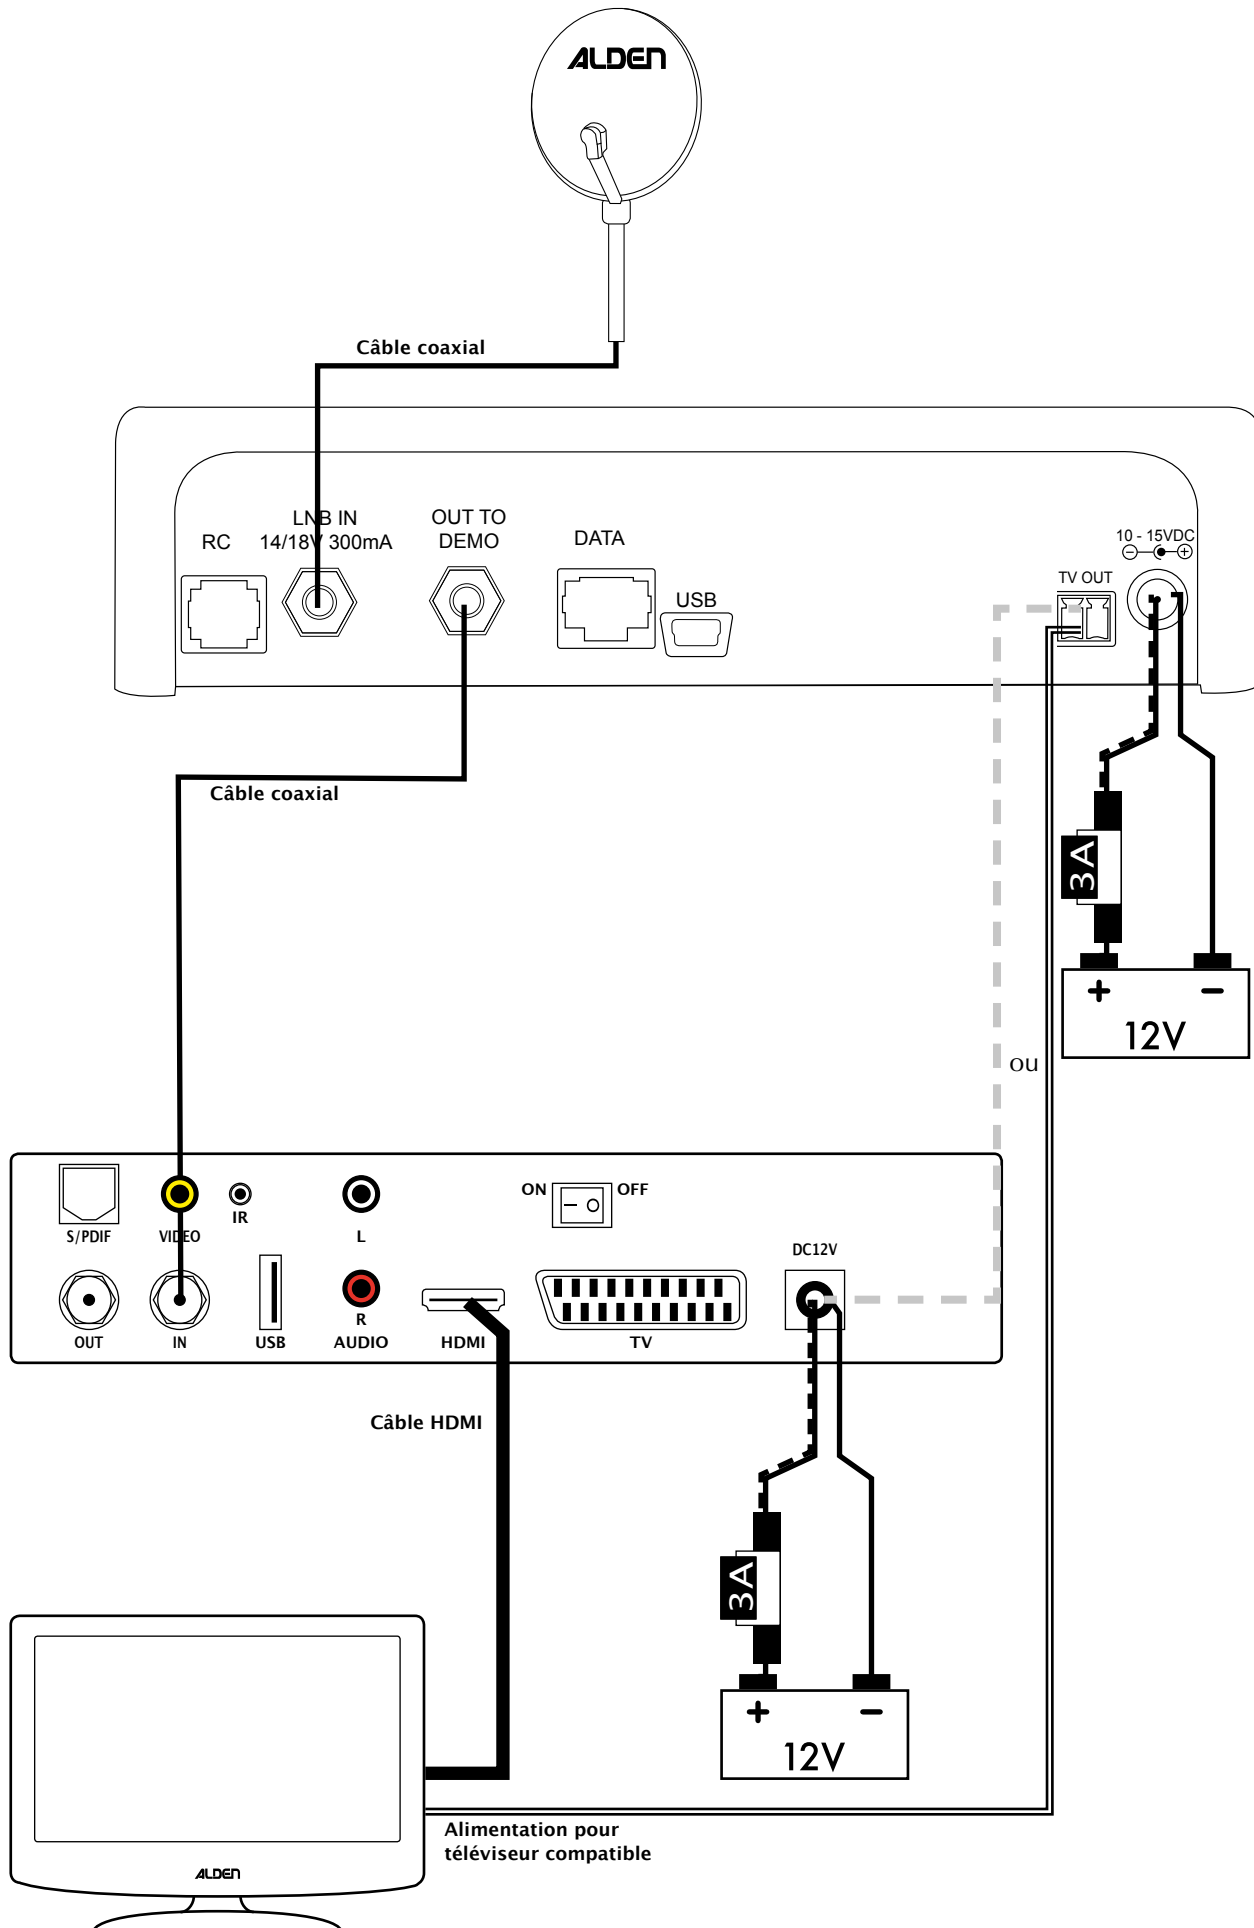 ALDEN
Câble coaxial
LNB IN
14/18V 300mA
RC
OUT TO
DEMO
DATA
USB
10 - 15VDC
TV OUT
Câble coaxial
3A
+ -
12V
ou
S/PDIF
VIDEO
IR
L
ON
OFF
DC12V
OUT
IN
USB
R
AUDIO
HDMI
TV
Câble HDMI
3A
+ -
12V
Alimentation pour
téléviseur compatible
ALDEN